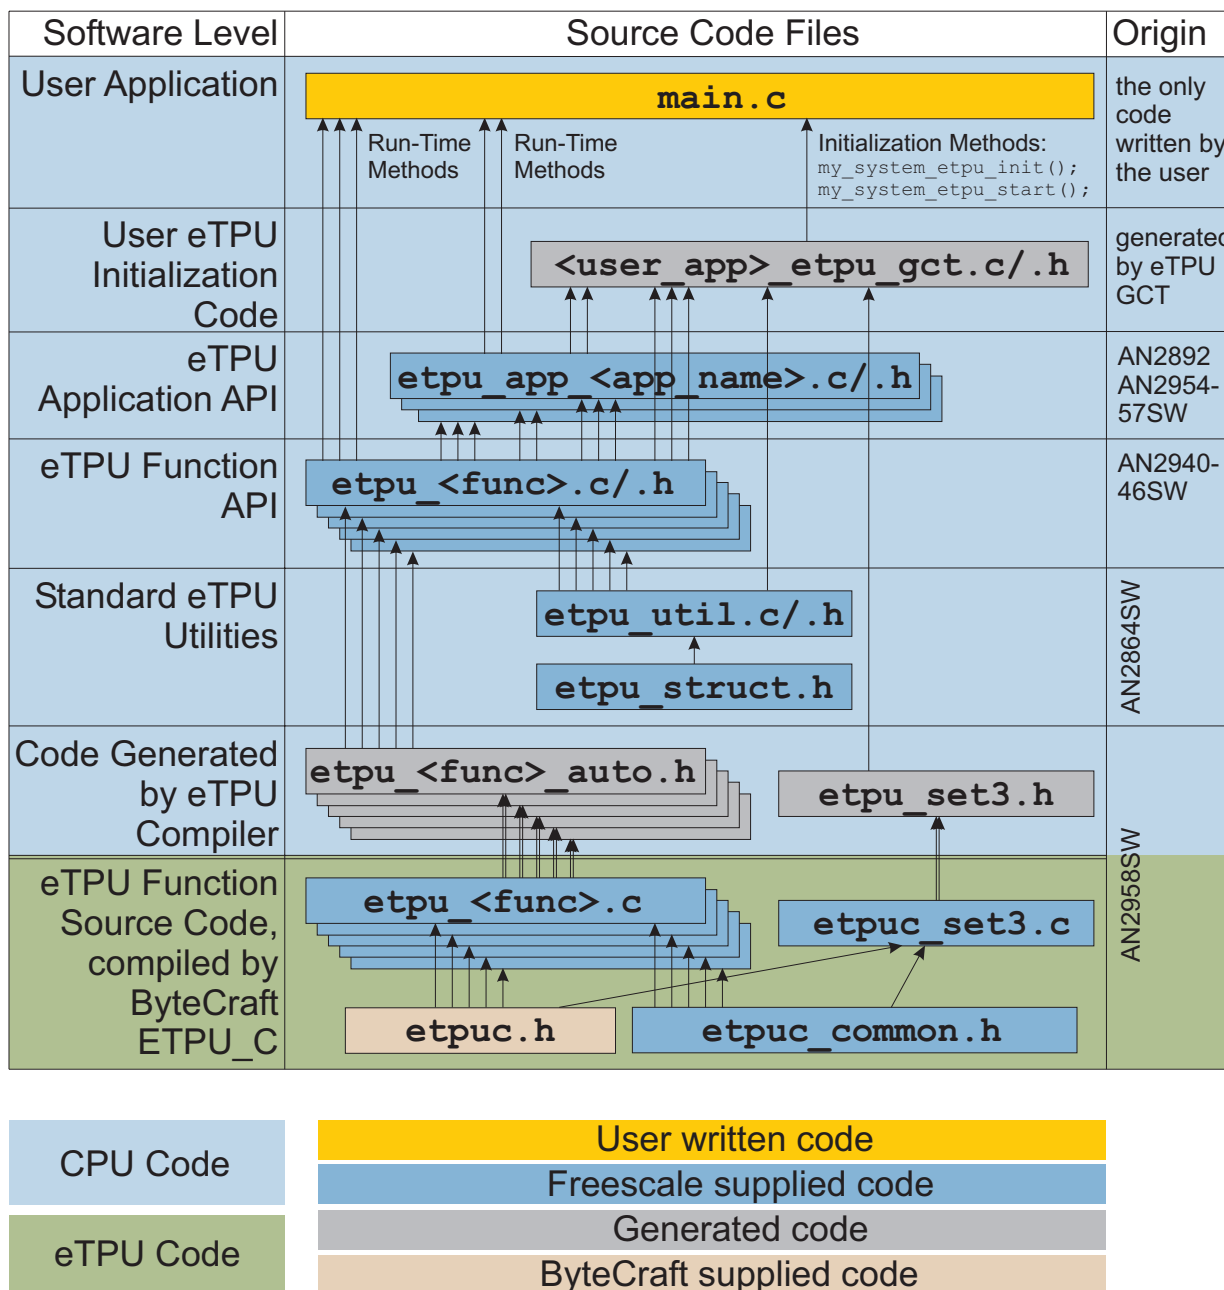 Software Level
Source Code Files
Origin
User Application
main.c
the only
code
written by
the user
Run-Time
Methods
Run-Time
Methods
Initialization Methods:
my_system_etpu_init();
my_system_etpu_start();
User eTPU
Initialization
Code
<user_app>_etpu_gct.c/.h
generated
by eTPU
GCT
eTPU
Application API
etpu_app_<app_name>.c/.h
AN2892
AN2954-
57SW
eTPU Function
API
etpu_<func>.c/.h
AN2940-
46SW
Standard eTPU
Utilities
etpu_util.c/.h
etpu_struct.h
AN2864SW
Code Generated
by eTPU
Compiler
etpu_<func>_auto.h
etpu_set3.h
AN2958SW
eTPU Function
Source Code,
compiled by
ByteCraft
ETPU_C
etpu_<func>.c
etpuc_set3.c
etpuc.h
etpuc_common.h
CPU Code
eTPU Code
User written code
Freescale supplied code
Generated code
ByteCraft supplied code